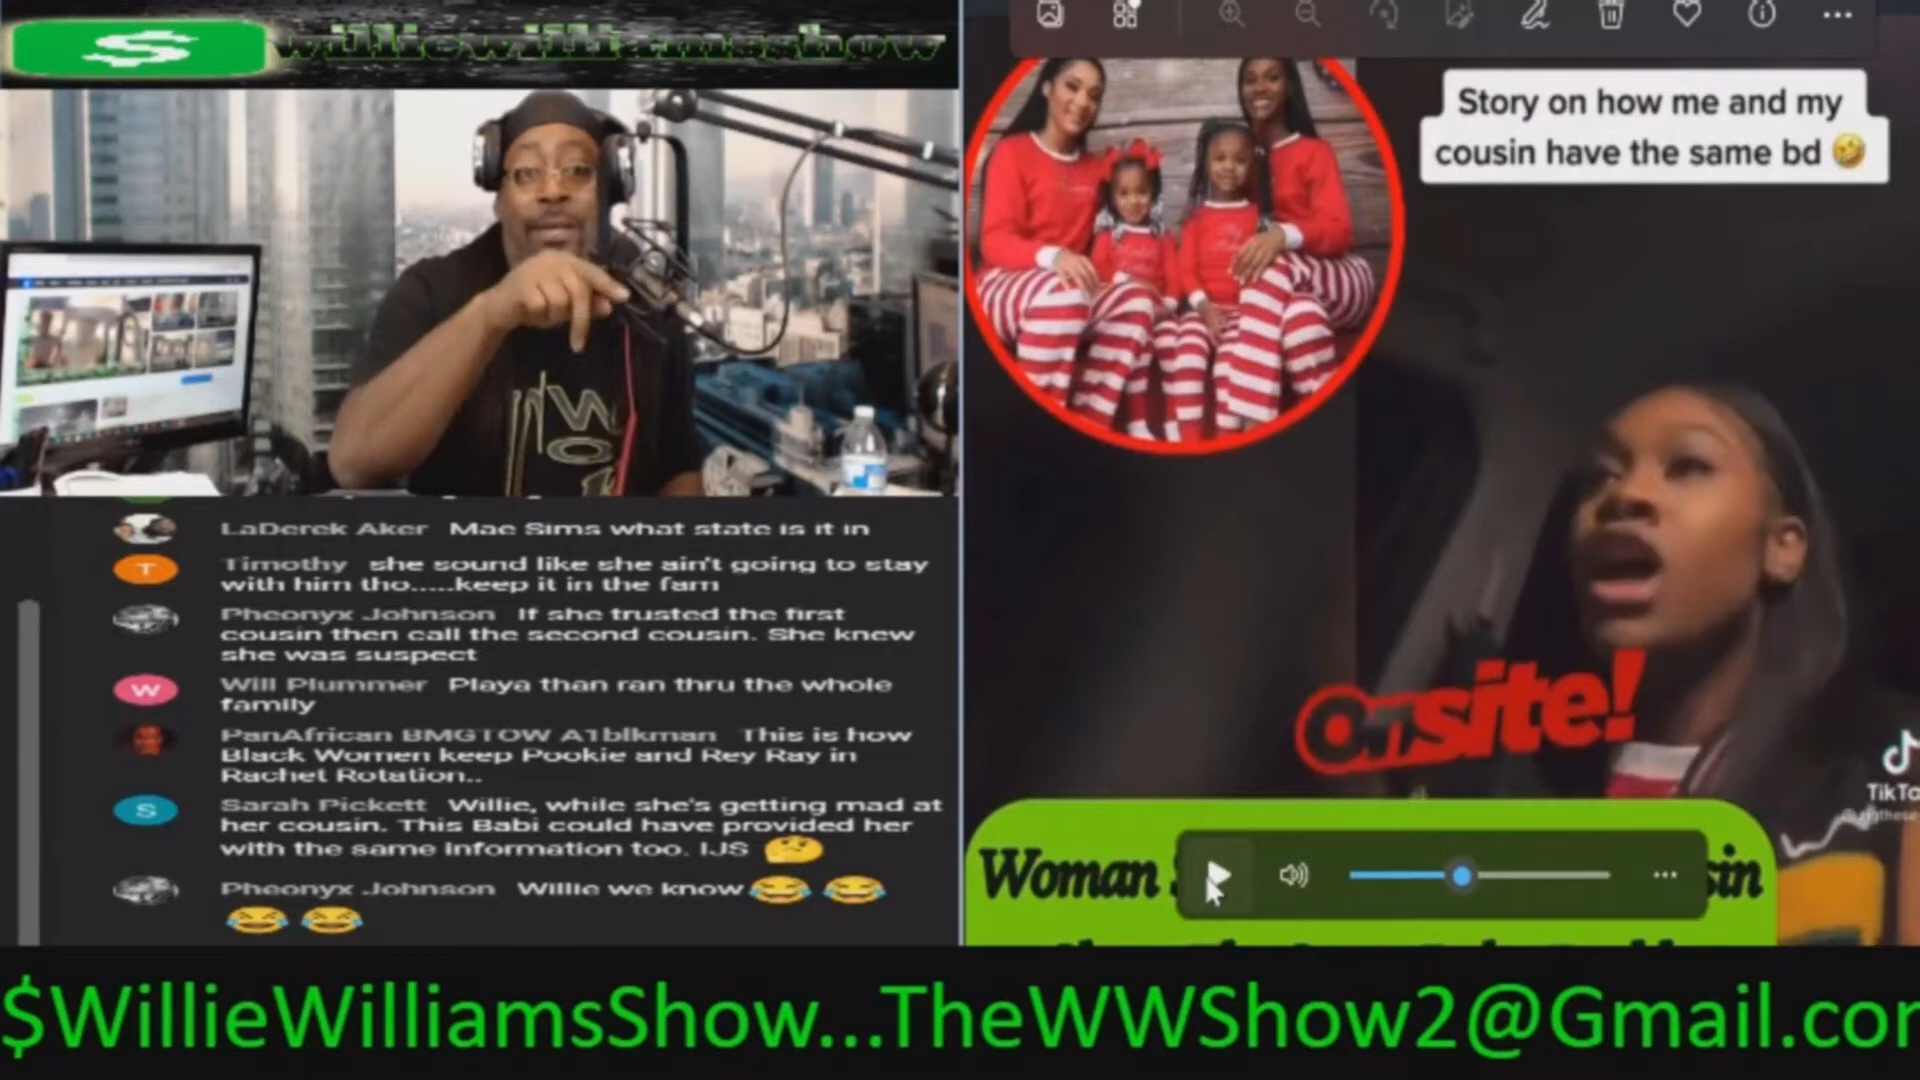 williewilliamsshow
LaDerek Aker Mae Sims what state is it in
T
Timothy she sound like she ain't going to stay
with him tho.....keep it in the fam
Pheonyx Johnson If she trusted the first
cousin then call the second cousin. She knew
she was suspect
W
Will Plummer Playa than ran thru the whole
family
PanAfrican BMGTOW A1blkman This is how
Black Women keep Pookie and Rey Ray in
Rachet Rotation..
S
Sarah Pickett Willie, while she's getting mad at
her cousin. This Babi could have provided her
with the same information too. IJS 🤔
Pheonyx Johnson Willie we know 😂 😂
😂 😂
Story on how me and my
cousin have the same bd 🤣
Onsite!
TikTo
Woman
$WillieWilliamsShow...TheWWShow2@Gmail.co